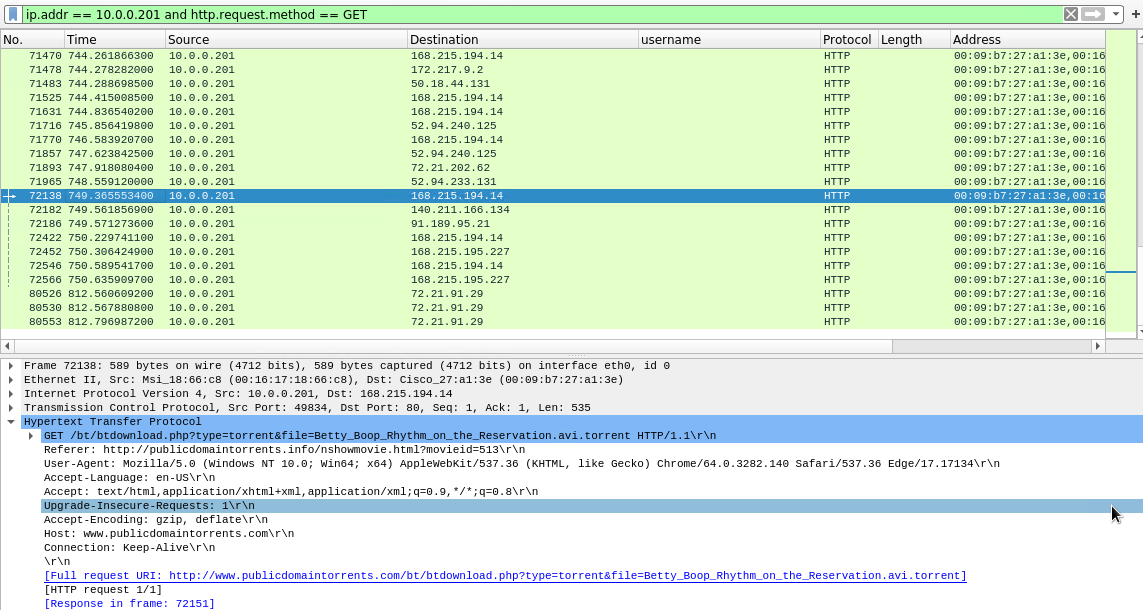 ip.addr == 10.0.0.201 and http.request.method == GET
No. Time Source Destination username Protocol Length Address
71470 744.261866300 10.0.0.201 168.215.194.14 HTTP 00:09:b7:27:a1:3e,00:16
71478 744.278282000 10.0.0.201 172.217.9.2 HTTP 00:09:b7:27:a1:3e,00:16
71483 744.288698500 10.0.0.201 50.18.44.131 HTTP 00:09:b7:27:a1:3e,00:16
71525 744.415008500 10.0.0.201 168.215.194.14 HTTP 00:09:b7:27:a1:3e,00:16
71631 744.836540200 10.0.0.201 168.215.194.14 HTTP 00:09:b7:27:a1:3e,00:16
71716 745.856419800 10.0.0.201 52.94.240.125 HTTP 00:09:b7:27:a1:3e,00:16
71770 746.583920700 10.0.0.201 168.215.194.14 HTTP 00:09:b7:27:a1:3e,00:16
71857 747.623842500 10.0.0.201 52.94.240.125 HTTP 00:09:b7:27:a1:3e,00:16
71893 747.918080400 10.0.0.201 72.21.202.62 HTTP 00:09:b7:27:a1:3e,00:16
71965 748.559120000 10.0.0.201 52.94.233.131 HTTP 00:09:b7:27:a1:3e,00:16
72138 749.365553400 10.0.0.201 168.215.194.14 HTTP 00:09:b7:27:a1:3e,00:16
72182 749.561856900 10.0.0.201 140.211.166.134 HTTP 00:09:b7:27:a1:3e,00:16
72186 749.571273600 10.0.0.201 91.189.95.21 HTTP 00:09:b7:27:a1:3e,00:16
72422 750.229741100 10.0.0.201 168.215.194.14 HTTP 00:09:b7:27:a1:3e,00:16
72452 750.306424900 10.0.0.201 168.215.195.227 HTTP 00:09:b7:27:a1:3e,00:16
72546 750.589541700 10.0.0.201 168.215.194.14 HTTP 00:09:b7:27:a1:3e,00:16
72566 750.635909700 10.0.0.201 168.215.195.227 HTTP 00:09:b7:27:a1:3e,00:16
80526 812.560609200 10.0.0.201 72.21.91.29 HTTP 00:09:b7:27:a1:3e,00:16
80530 812.567880800 10.0.0.201 72.21.91.29 HTTP 00:09:b7:27:a1:3e,00:16
80553 812.796987200 10.0.0.201 72.21.91.29 HTTP 00:09:b7:27:a1:3e,00:16
Frame 72138: 589 bytes on wire (4712 bits), 589 bytes captured (4712 bits) on interface eth0, id 0
Ethernet II, Src: Msi_18:66:c8 (00:16:17:18:66:c8), Dst: Cisco_27:a1:3e (00:09:b7:27:a1:3e)
Internet Protocol Version 4, Src: 10.0.0.201, Dst: 168.215.194.14
Transmission Control Protocol, Src Port: 49834, Dst Port: 80, Seq: 1, Ack: 1, Len: 535
Hypertext Transfer Protocol
GET /bt/btdownload.php?type=torrent&file=Betty_Boop_Rhythm_on_the_Reservation.avi.torrent HTTP/1.1\r\n
Referer: http://publicdomaintorrents.info/nshowmovie.html?movieid=513\r\n
User-Agent: Mozilla/5.0 (Windows NT 10.0; Win64; x64) AppleWebKit/537.36 (KHTML, like Gecko) Chrome/64.0.3282.140 Safari/537.36 Edge/17.17134\r\n
Accept-Language: en-US\r\n
Accept: text/html,application/xhtml+xml,application/xml;q=0.9,*/*;q=0.8\r\n
Upgrade-Insecure-Requests: 1\r\n
Accept-Encoding: gzip, deflate\r\n
Host: www.publicdomaintorrents.com\r\n
Connection: Keep-Alive\r\n
\r\n
[Full request URI: http://www.publicdomaintorrents.com/bt/btdownload.php?type=torrent&file=Betty_Boop_Rhythm_on_the_Reservation.avi.torrent]
[HTTP request 1/1]
[Response in frame: 72151]